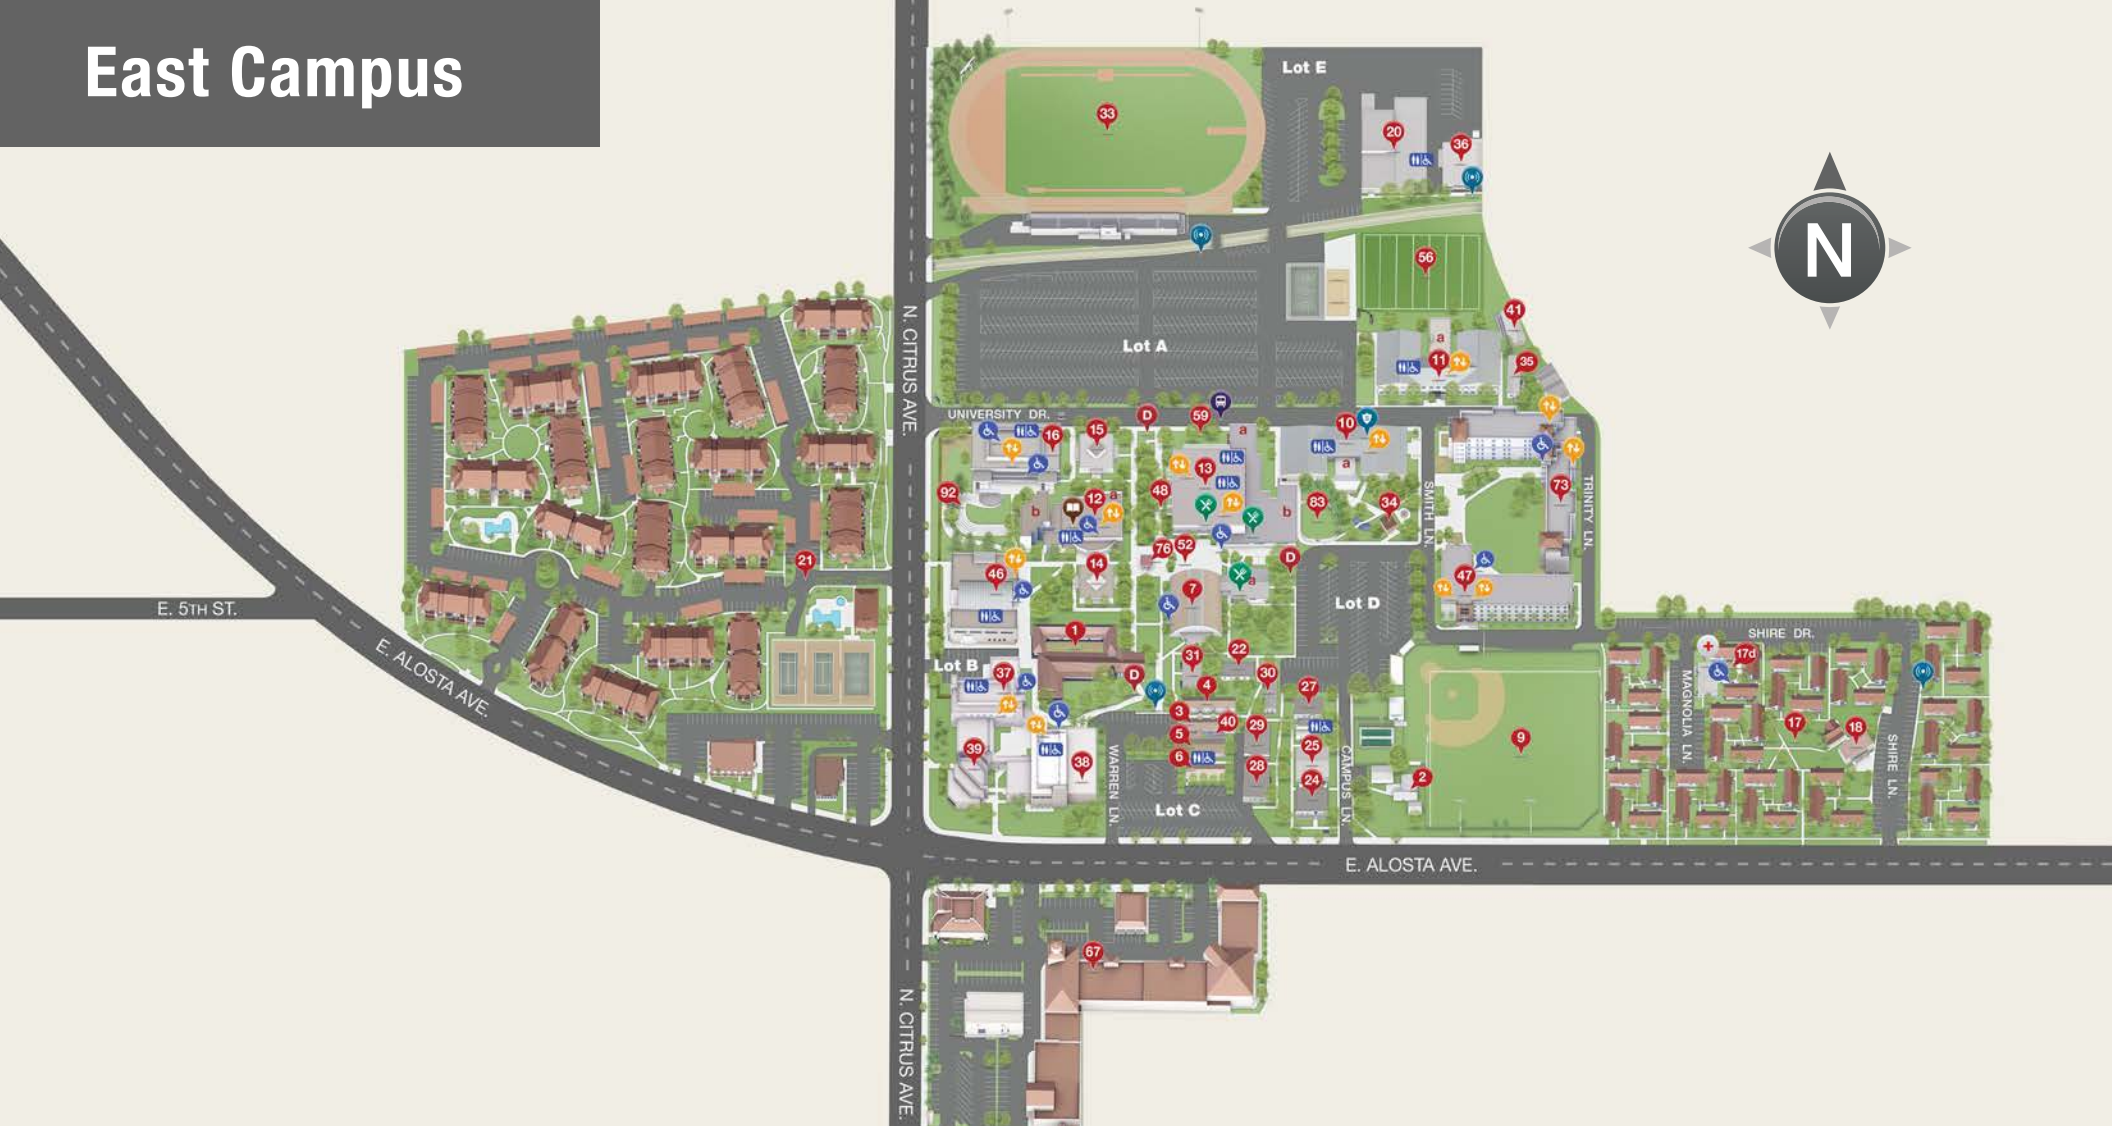 East Campus
N
Lot E
33
20
36
56
41
a
11
35
Lot A
N. CITRUS AVE.
UNIVERSITY DR.
D
59
10
15
16
a
a
13
92
12
a
48
b
b
83
34
SMITH LN.
73
TRINITY LN.
76
52
D
21
46
14
7
a
47
Lot D
E. 5TH ST.
E. ALOSTA AVE.
1
Lot B
37
D
31
22
30
27
4
3
40
29
5
6
25
28
24
39
38
WARREN LN.
Lot C
CAMPUS LN.
2
9
SHIRE DR.
17d
MAGNOLIA LN.
17
18
SHIRE LN.
E. ALOSTA AVE.
67
N. CITRUS AVE.